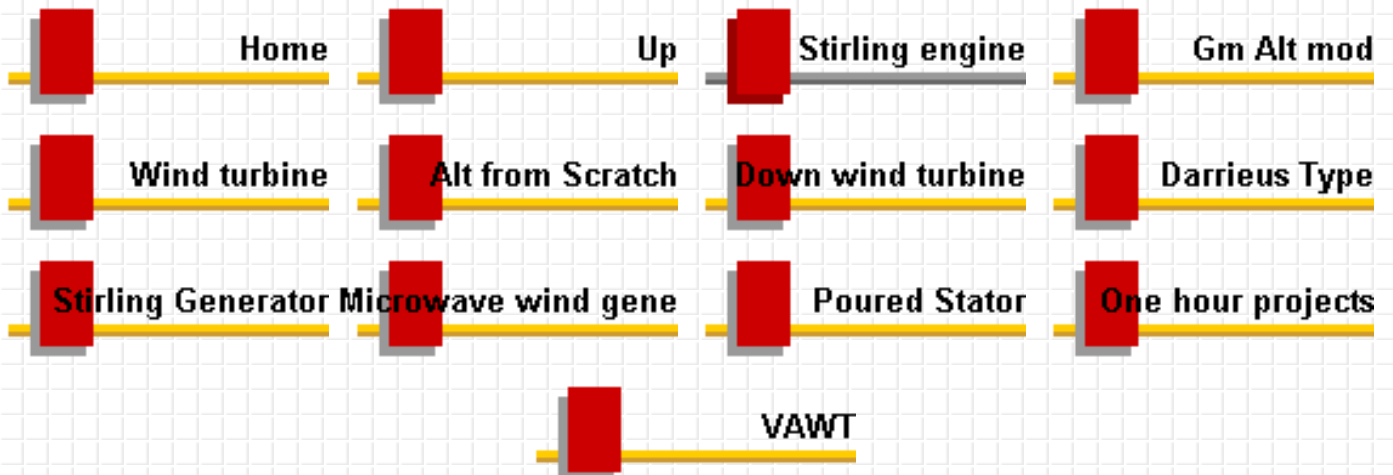 Home
Up
Stirling engine
Gm Alt mod
Wind turbine
Alt from Scratch
Down wind turbine
Darrieus Type
Stirling Generator
Microwave wind gene
Poured Stator
One hour projects
VAWT